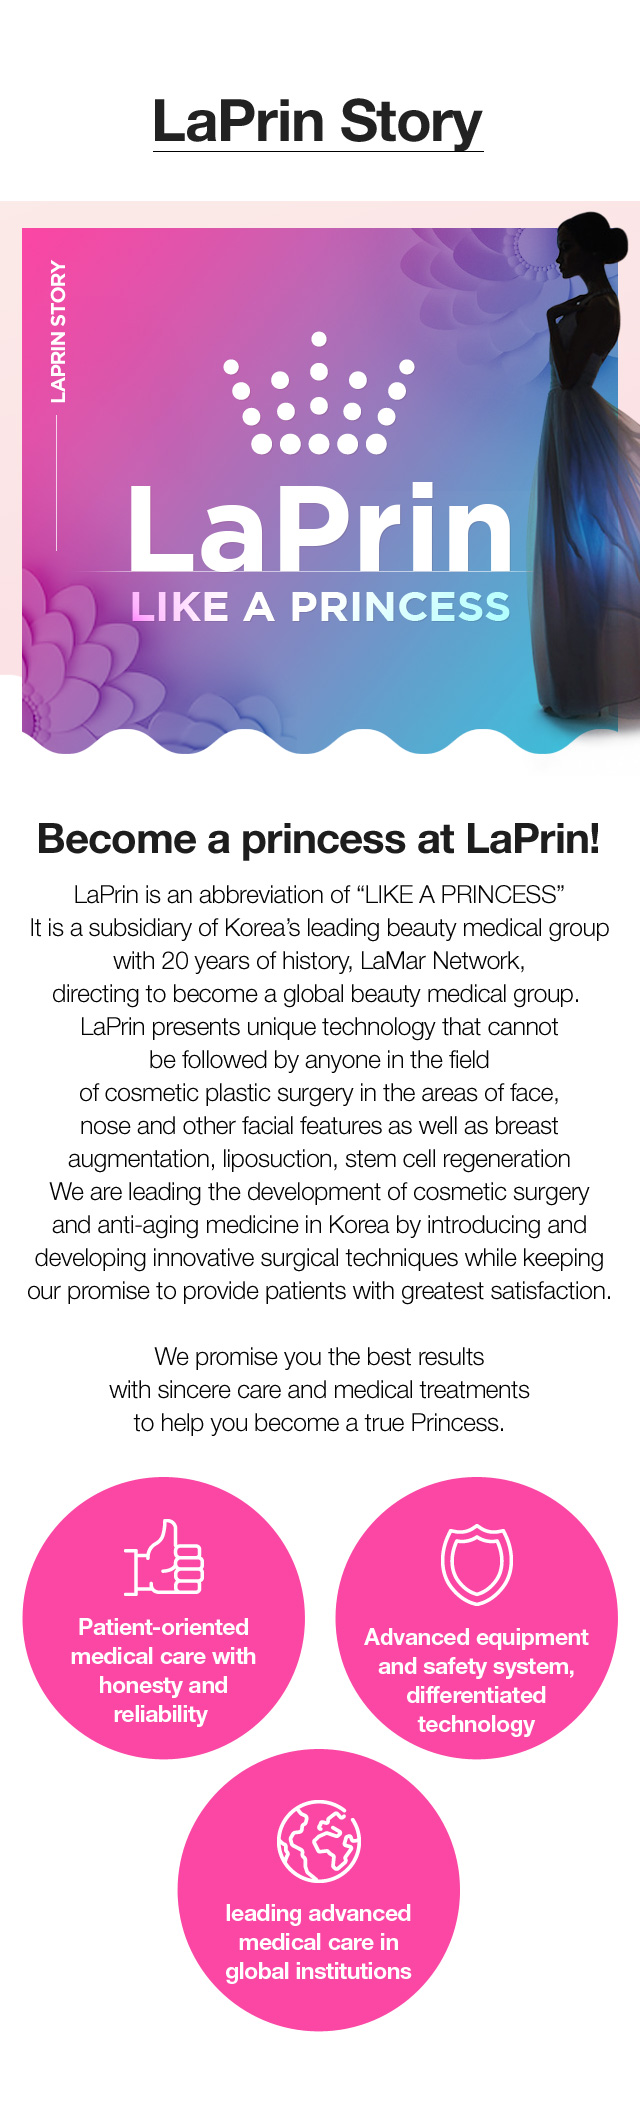 LaPrin Story
LAPRIN STORY
LaPrin
LIKE A PRINCESS
Become a princess at LaPrin!
LaPrin is an abbreviation of “LIKE A PRINCESS”
It is a subsidiary of Korea’s leading beauty medical group
with 20 years of history, LaMar Network,
directing to become a global beauty medical group.
LaPrin presents unique technology that cannot
be followed by anyone in the field
of cosmetic plastic surgery in the areas of face,
nose and other facial features as well as breast
augmentation, liposuction, stem cell regeneration
We are leading the development of cosmetic surgery
and anti-aging medicine in Korea by introducing and
developing innovative surgical techniques while keeping
our promise to provide patients with greatest satisfaction.
We promise you the best results
with sincere care and medical treatments
to help you become a true Princess.
Patient-oriented
medical care with
honesty and
reliability
Advanced equipment
and safety system,
differentiated
technology
leading advanced
medical care in
global institutions